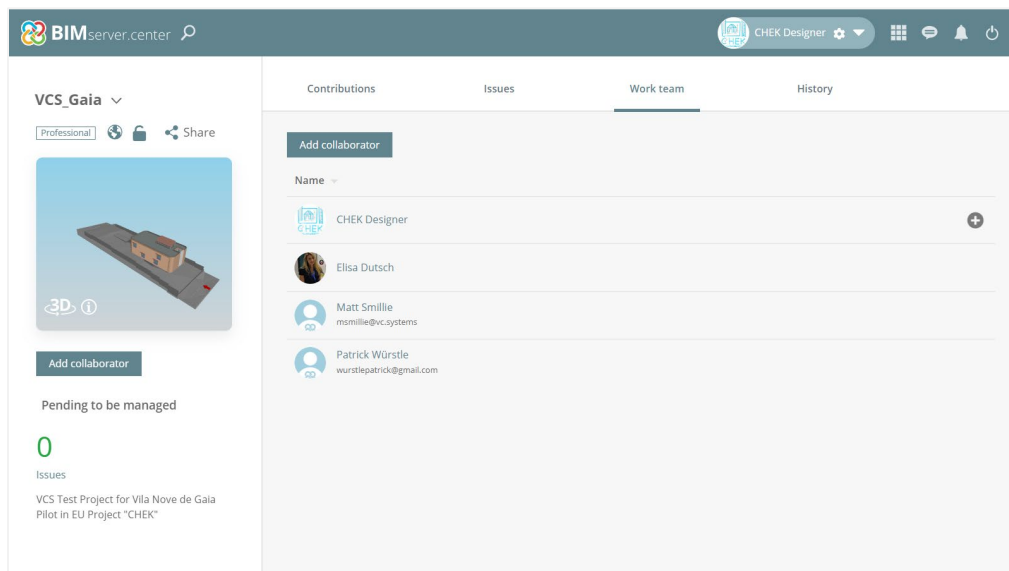 BIMserver.center
CHEK Designer
VCS_Gaia
Professional
Share
3D
Add collaborator
Pending to be managed
0
Issues
VCS Test Project for Vila Nove de Gaia
Pilot in EU Project "CHEK"
Contributions
Issues
Work team
History
Add collaborator
Name
CHEK Designer
Elisa Dutsch
Matt Smillie
msmillie@vc.systems
Patrick Würstle
wurstlepatrick@gmail.com